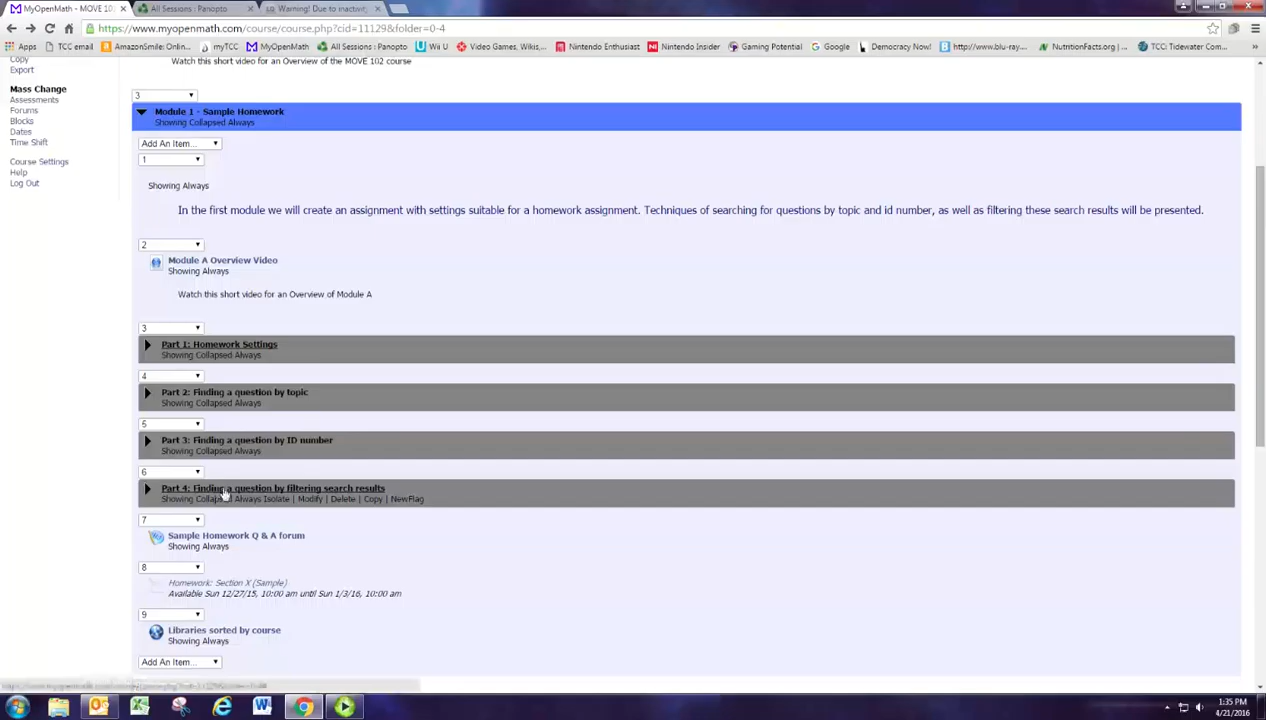 MyOpenMath - MOVE 10
All Sessions : Panopto
Warning! Due to inactivit
https://www.myopenmath.com/course/course.php?cid=11129&folder=0-4
Apps
TCC email
AmazonSmile: Onlin...
myTCC
MyOpenMath
All Sessions : Panopto
Wii U
Video Games, Wikis...
Nintendo Enthusiast
Nintendo Insider
Gaming Potential
Google
Democracy Now!
http://www.blu-ray...
NutritionFacts.org | ...
TCC: Tidewater Com...
Copy
Export
Mass Change
Assessments
Forums
Blocks
Dates
Time Shift
Course Settings
Help
Log Out
Watch this short video for an Overview of the MOVE 102 course
3
Module 1 - Sample Homework
Showing Collapsed Always
Add An Item...
1
Showing Always
In the first module we will create an assignment with settings suitable for a homework assignment. Techniques of searching for questions by topic and id number, as well as filtering these search results will be presented.
2
Module A Overview Video
Showing Always
Watch this short video for an Overview of Module A
3
Part 1: Homework Settings
Showing Collapsed Always
4
Part 2: Finding a question by topic
Showing Collapsed Always
5
Part 3: Finding a question by ID number
Showing Collapsed Always
6
Part 4: Finding a question by filtering search results
Showing Collapsed Always Isolate | Modify | Delete | Copy | NewFlag
7
Sample Homework Q & A forum
Showing Always
8
Homework: Section X (Sample)
Available Sun 12/27/15, 10:00 am until Sun 1/3/16, 10:00 am
9
Libraries sorted by course
Showing Always
Add An Item...
1:35 PM
4/21/2016